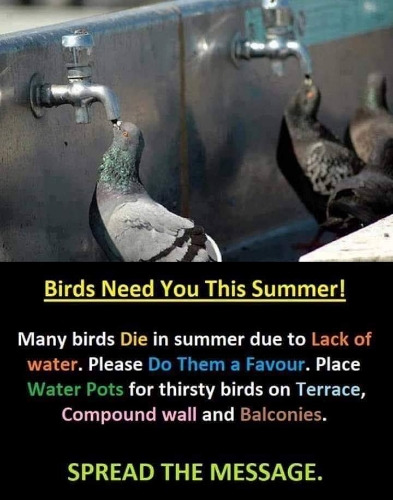 Birds Need You This Summer!
Many birds Die in summer due to Lack of
water. Please Do Them a Favour. Place
Water Pots for thirsty birds on Terrace,
Compound wall and Balconies.
SPREAD THE MESSAGE.